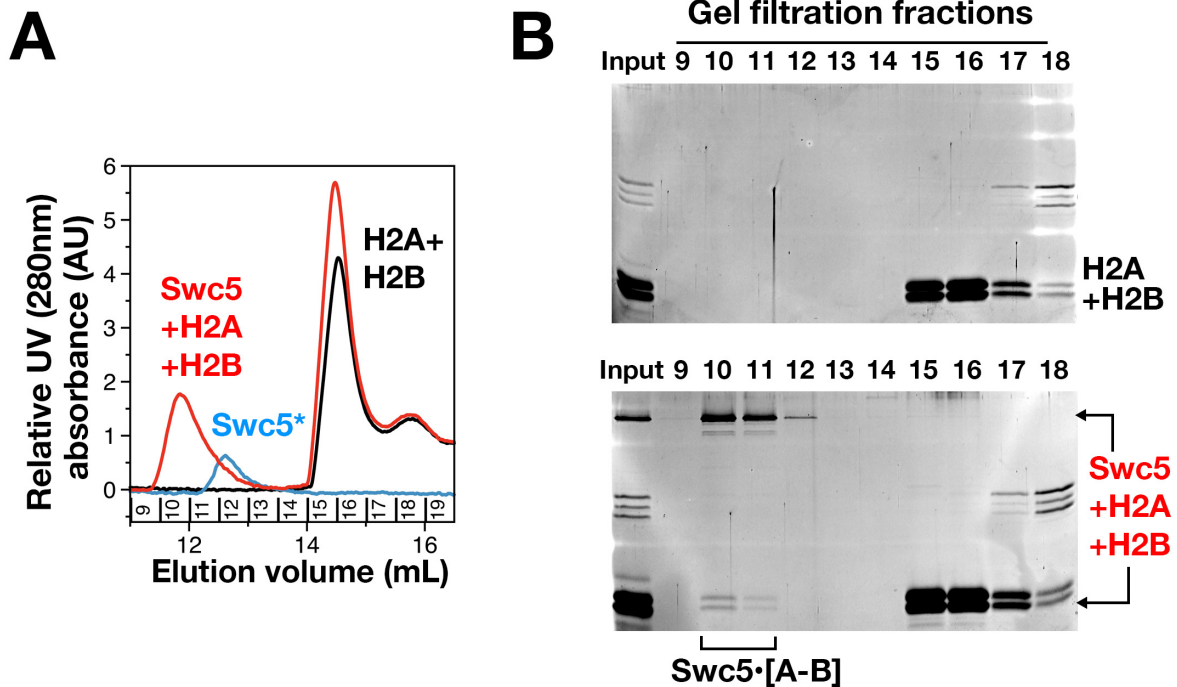 A
Relative UV (280nm)
absorbance (AU)
6
5
4
3
2
1
0
Swc5
+H2A
+H2B
Swc5*
H2A+
H2B
9 10 11 12 13 14 15 16 17 18 19
12 14 16
Elution volume (mL)
B
Gel filtration fractions
Input 9 10 11 12 13 14 15 16 17 18
H2A
+H2B
Input 9 10 11 12 13 14 15 16 17 18
Swc5
+H2A
+H2B
Swc5•[A-B]